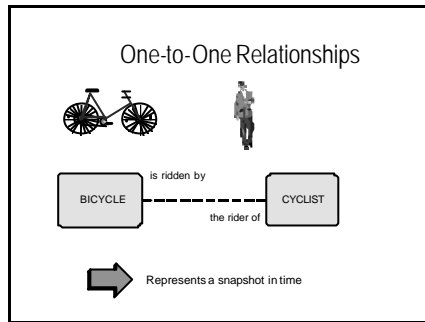 One-to-One Relationships
is ridden by
BICYCLE
CYCLIST
the rider of
Represents a snapshot in time